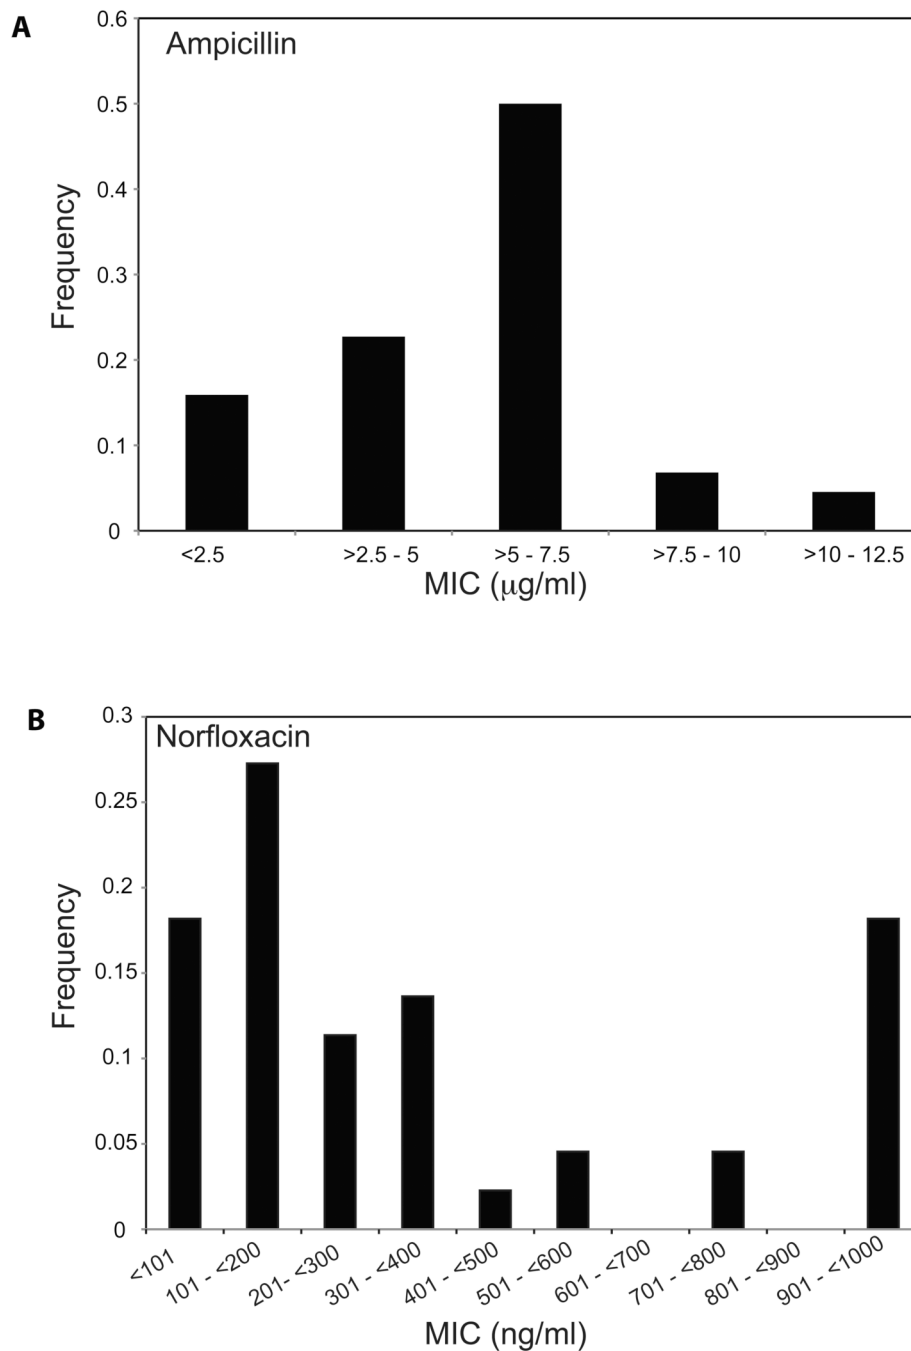 A
Ampicillin
0.6
0.5
0.4
0.3
0.2
0.1
0
Frequency
<2.5 >2.5 - 5 >5 - 7.5 >7.5 - 10 >10 - 12.5
MIC (μg/ml)
B
Norfloxacin
0.3
0.25
0.2
0.15
0.1
0.05
0
Frequency
<101 101 - <200 201- <300 301 - <400 401 - <500 501 - <600 601 - <700 701 - <800 801 - <900 901 - <1000
MIC (ng/ml)